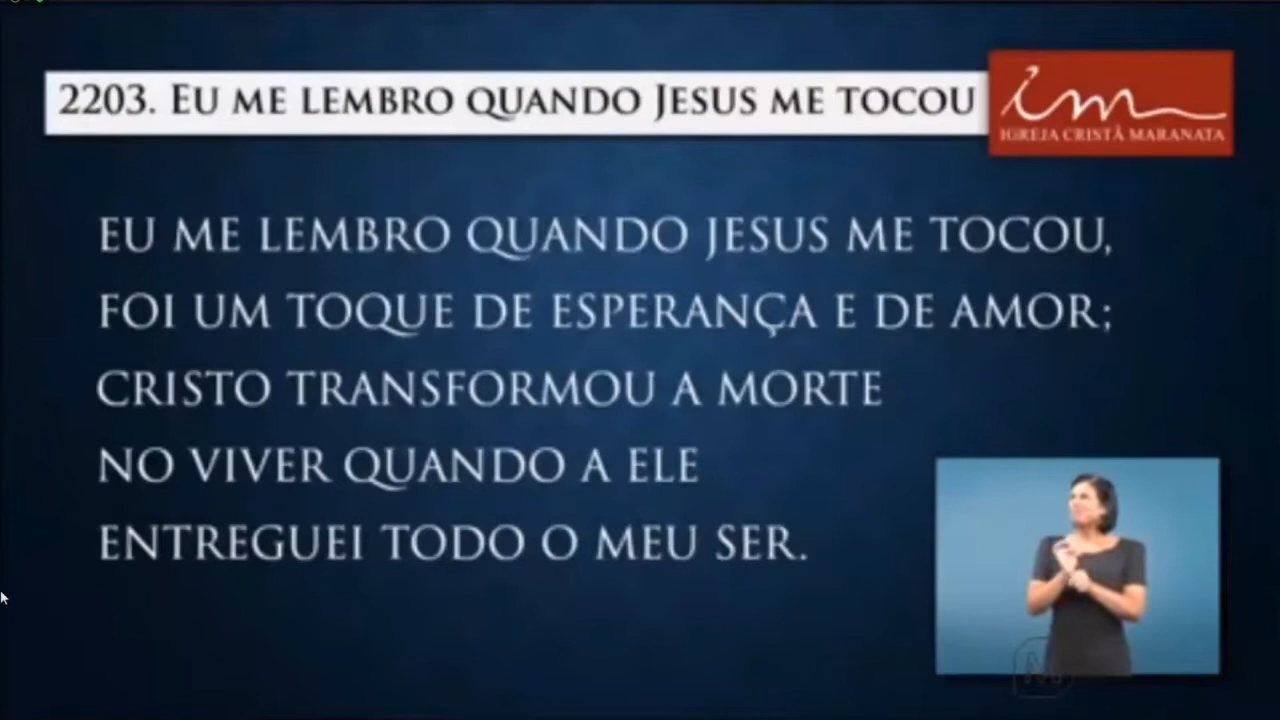 2203. EU ME LEMBRO QUANDO JESUS ME TOCOU
im
IGREJA CRISTÃ MARANATA
EU ME LEMBRO QUANDO JESUS ME TOCOU,
FOI UM TOQUE DE ESPERANÇA E DE AMOR;
CRISTO TRANSFORMOU A MORTE
NO VIVER QUANDO A ELE
ENTREGUEI TODO O MEU SER.